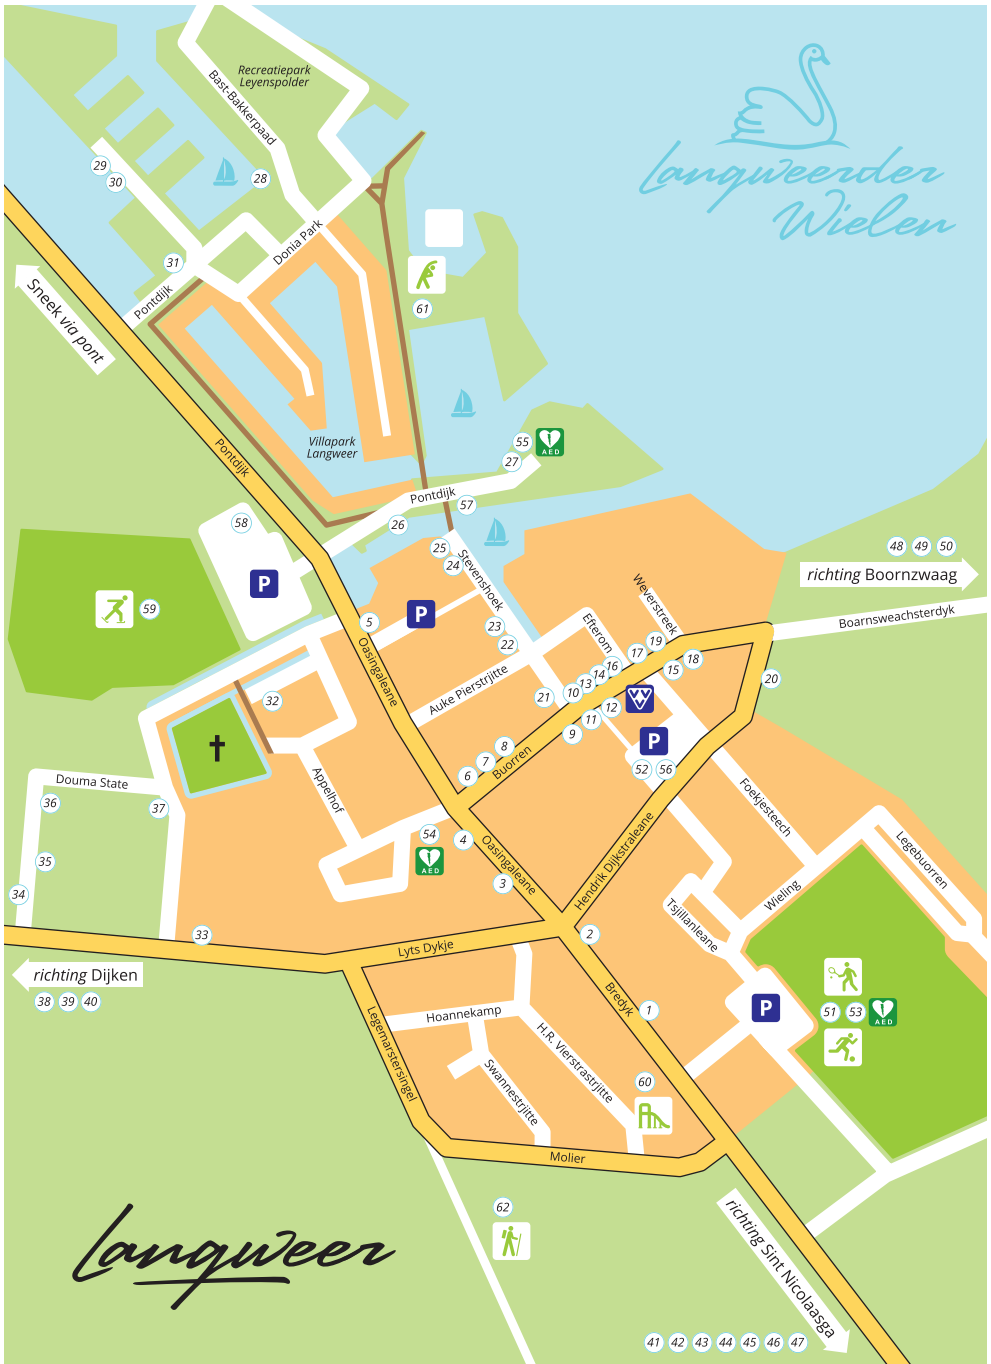 Recreatiepark
Leyenspolder
Bast-Bakkerpaad
Langweerder
Wielen
29
30
28
31
Donia Park
Pontdijk
Sneek via pont
61
Pontdijk
Villapark
Langweer
55
AED
27
Pontdijk
57
58
26
P
25
24
Stevenshoek
48 49 50
richting Boornzwaag
59
5
P
23
22
Weverstreek
Boarnsweachsterdyk
Efterom
Oasingaleane
Auke Pierstrjitte
19
17
18
16
15
14
13
10
21
12
11
9
20
32
8
7
6
Buorren
P
52 56
Appelhof
Douma State
36
37
35
34
54
AED
4
3
Oasingaleane
Hendrik Dijkstraleane
Foekjesteech
Legebuorren
Wieling
Tsjillanleane
33
Lyts Dykje
2
richting Dijken
38 39 40
Bredyk
1
P
51 53
AED
Hoannekamp
H.R. Vierstrastrjitte
Legemarstersingel
Swannestrjitte
60
Molier
62
richting Sint Nicolaasga
Langweer
41 42 43 44 45 46 47